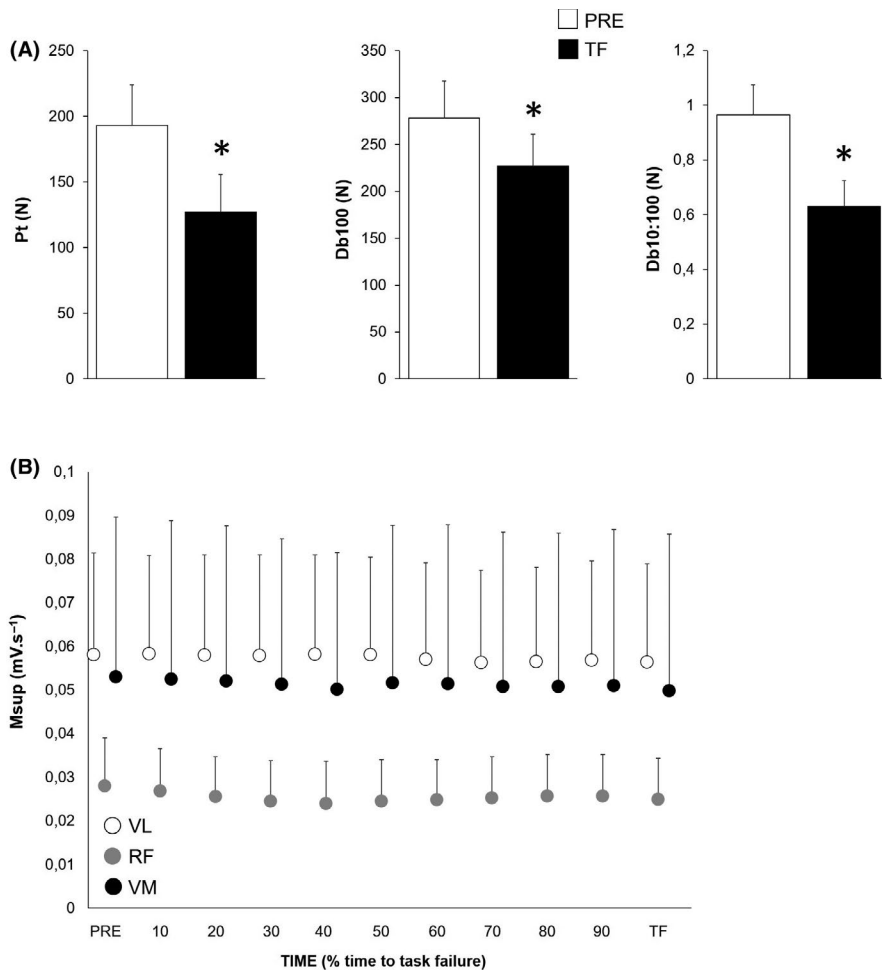 PRE
TF
(A)
250
200
150
100
50
0
Pt (N)
*
350
300
250
200
150
100
50
0
Db100 (N)
*
1,2
1
0,8
0,6
0,4
0,2
0
Db10:100 (N)
*
(B)
0,1
0,09
0,08
0,07
0,06
0,05
0,04
0,03
0,02
0,01
0
Msup (mV.s⁻¹)
VL
RF
VM
PRE 10 20 30 40 50 60 70 80 90 TF
TIME (% time to task failure)